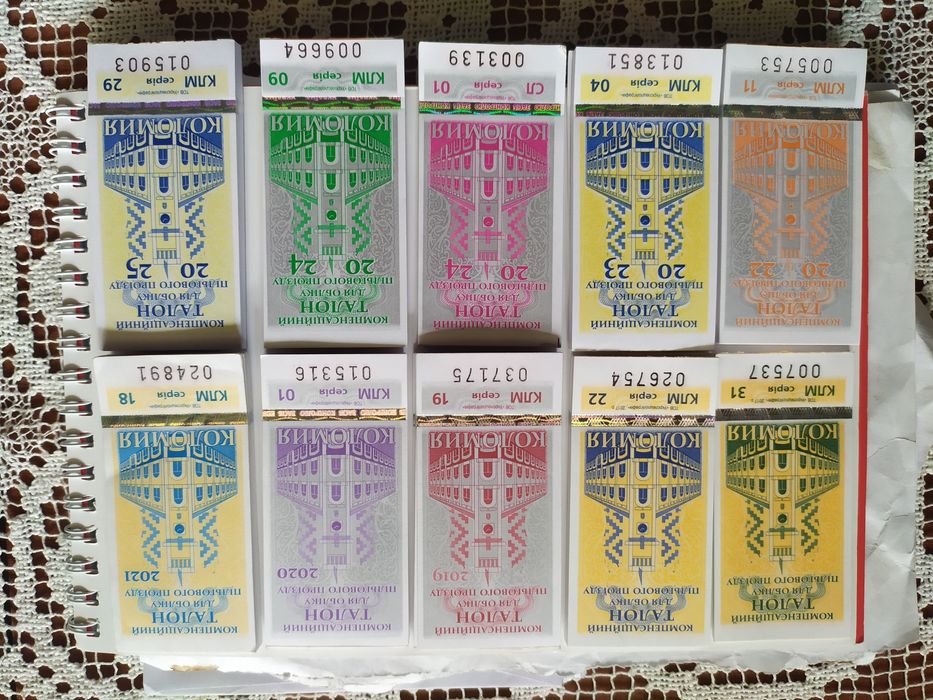 КОМПЕНСАЦІЙНИЙ
ТАЛОН
ДЛЯ ОБЛІКУ
ПІЛЬГОВОГО ПРОЇЗДУ
КОЛОМИЯ
2017 р.
КЛМ серія 31
007537
КОМПЕНСАЦІЙНИЙ
ТАЛОН
ДЛЯ ОБЛІКУ
ПІЛЬГОВОГО ПРОЇЗДУ
КОЛОМИЯ
2017 р.
КЛМ серія 22
026754
КОМПЕНСАЦІЙНИЙ
ТАЛОН
ДЛЯ ОБЛІКУ
ПІЛЬГОВОГО ПРОЇЗДУ
2019
КОЛОМИЯ
КЛМ серія 19
037175
КОМПЕНСАЦІЙНИЙ
ТАЛОН
ДЛЯ ОБЛІКУ
ПІЛЬГОВОГО ПРОЇЗДУ
2020
КОЛОМИЯ
КЛМ серія 01
015316
КОМПЕНСАЦІЙНИЙ
ТАЛОН
ДЛЯ ОБЛІКУ
ПІЛЬГОВОГО ПРОЇЗДУ
2021
КОЛОМИЯ
КЛМ серія 18
024891
КОМПЕНСАЦІЙНИЙ
ТАЛОН
ДЛЯ ОБЛІКУ
ПІЛЬГОВОГО ПРОЇЗДУ
20 22
КОЛОМИЯ
КЛМ серія 11
005753
КОМПЕНСАЦІЙНИЙ
ТАЛОН
ДЛЯ ОБЛІКУ
ПІЛЬГОВОГО ПРОЇЗДУ
20 23
КОЛОМИЯ
КЛМ серія 04
013851
КОМПЕНСАЦІЙНИЙ
ТАЛОН
ДЛЯ ОБЛІКУ
ПІЛЬГОВОГО ПРОЇЗДУ
20 24
КОЛОМИЯ
СЛ серія 01
003139
КОМПЕНСАЦІЙНИЙ
ТАЛОН
ДЛЯ ОБЛІКУ
ПІЛЬГОВОГО ПРОЇЗДУ
20 24
КОЛОМИЯ
КЛМ серія 09
009664
КОМПЕНСАЦІЙНИЙ
ТАЛОН
ДЛЯ ОБЛІКУ
ПІЛЬГОВОГО ПРОЇЗДУ
20 25
КОЛОМИЯ
КЛМ серія 29
015903